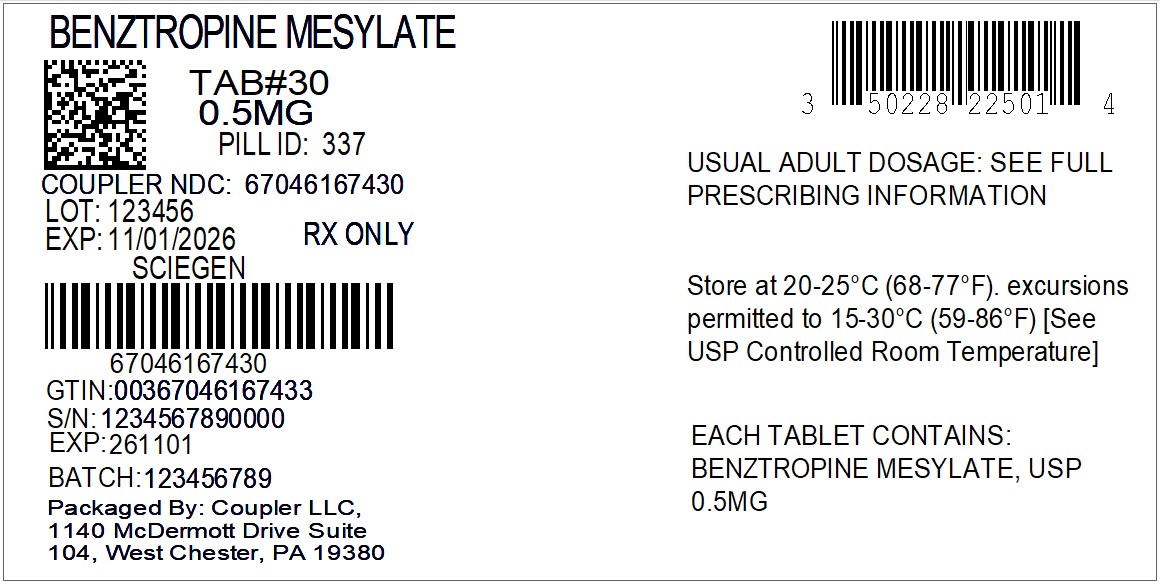 BENZTROPINE MESYLATE
TAB#30
0.5MG
PILL ID: 337
COUPLER NDC: 67046167430
LOT: 123456
EXP: 11/01/2026
RX ONLY
SCIEGEN
67046167430
GTIN:00367046167433
S/N: 1234567890000
EXP:261101
BATCH:123456789
Packaged By: Coupler LLC,
1140 McDermott Drive Suite
104, West Chester, PA 19380
3 50228 22501 4
USUAL ADULT DOSAGE: SEE FULL
PRESCRIBING INFORMATION
Store at 20-25°C (68-77°F). excursions
permitted to 15-30°C (59-86°F) [See
USP Controlled Room Temperature]
EACH TABLET CONTAINS:
BENZTROPINE MESYLATE, USP
0.5MG